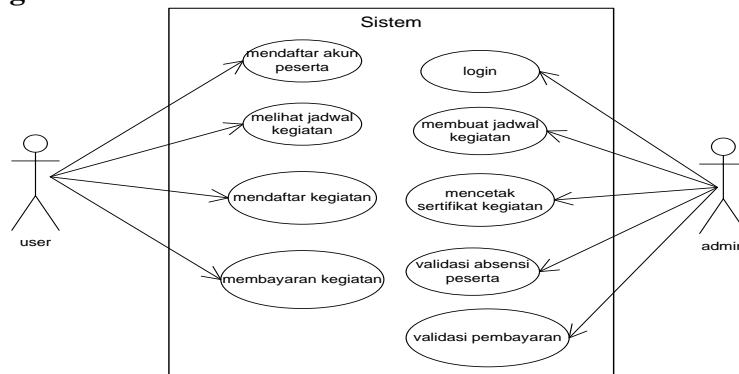 g
Sistem
mendaftar akun
peserta
melihat jadwal
kegiatan
mendaftar kegiatan
membayaran kegiatan
login
membuat jadwal
kegiatan
mencetak
sertifikat kegiatan
validasi absensi
peserta
validasi pembayaran
user
admin